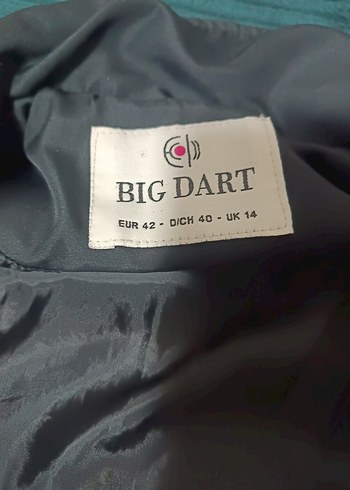 BIG DART
EUR 42 - D/CH 40 - UK 14